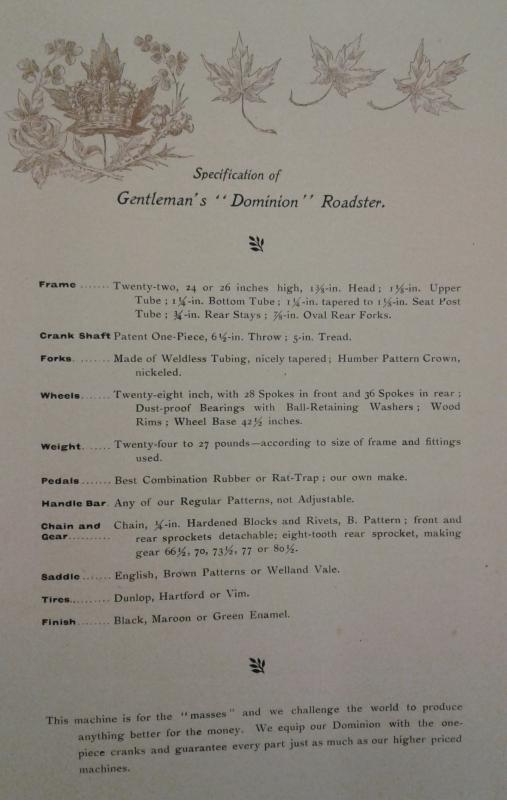 Specification of
Gentleman's "Dominion" Roadster.
Frame ....... Twenty-two, 24 or 26 inches high, 1⅜-in. Head; 1⅛-in. Upper
Tube; 1¼-in. Bottom Tube; 1¼-in. tapered to 1⅛-in. Seat Post
Tube; ¾-in. Rear Stays; ⅞-in. Oval Rear Forks.
Crank Shaft Patent One-Piece, 6½-in. Throw; 5-in. Tread.
Forks......... Made of Weldless Tubing, nicely tapered; Humber Pattern Crown,
nickeled.
Wheels....... Twenty-eight inch, with 28 Spokes in front and 36 Spokes in rear;
Dust-proof Bearings with Ball-Retaining Washers; Wood
Rims; Wheel Base 42½ inches.
Weight....... Twenty-four to 27 pounds—according to size of frame and fittings
used.
Pedals ....... Best Combination Rubber or Rat-Trap; our own make.
Handle Bar. Any of our Regular Patterns, not Adjustable.
Chain and Chain, ¼-in. Hardened Blocks and Rivets, B. Pattern; front and
Gear.......... rear sprockets detachable; eight-tooth rear sprocket, making
gear 66½, 70, 73½, 77 or 80½.
Saddle ....... English, Brown Patterns or Welland Vale.
Tires.......... Dunlop, Hartford or Vim.
Finish ........ Black, Maroon or Green Enamel.
This machine is for the "masses" and we challenge the world to produce
anything better for the money. We equip our Dominion with the one-
piece cranks and guarantee every part just as much as our higher priced
machines.